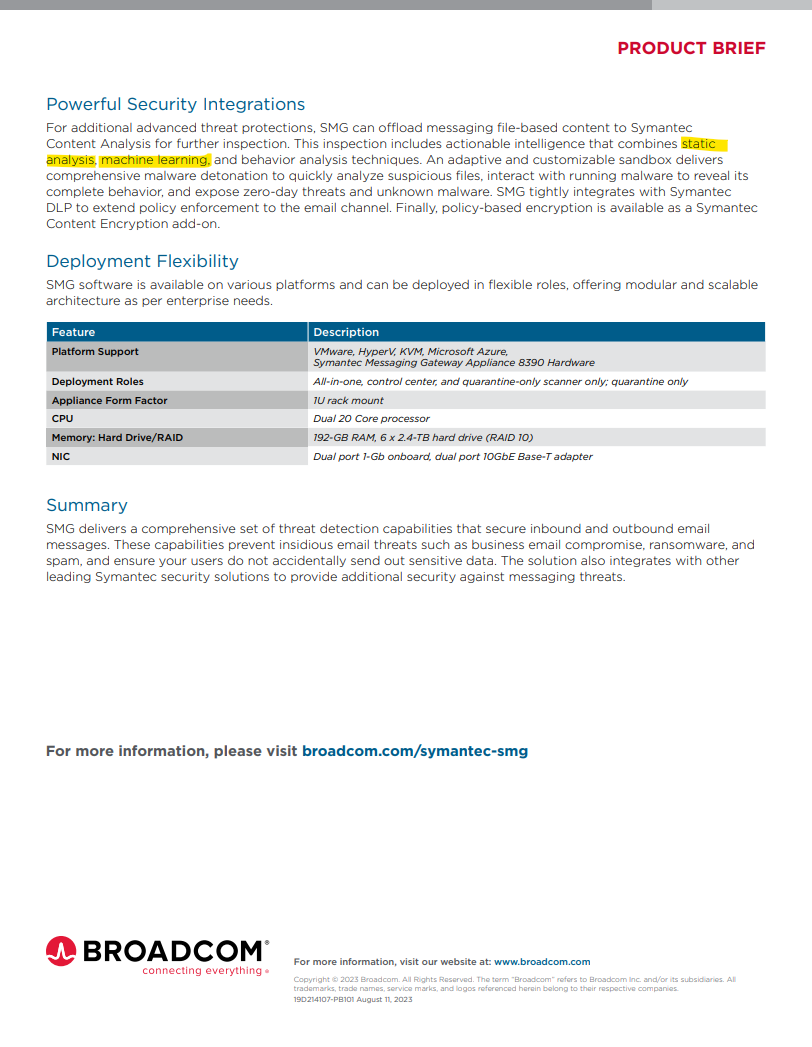 PRODUCT BRIEF
Powerful Security Integrations
For additional advanced threat protections, SMG can offload messaging file-based content to Symantec
Content Analysis for further inspection. This inspection includes actionable intelligence that combines static
analysis, machine learning, and behavior analysis techniques. An adaptive and customizable sandbox delivers
comprehensive malware detonation to quickly analyze suspicious files, interact with running malware to reveal its
complete behavior, and expose zero-day threats and unknown malware. SMG tightly integrates with Symantec
DLP to extend policy enforcement to the email channel. Finally, policy-based encryption is available as a Symantec
Content Encryption add-on.
Deployment Flexibility
SMG software is available on various platforms and can be deployed in flexible roles, offering modular and scalable
architecture as per enterprise needs.
Feature Description
Platform Support VMware, HyperV, KVM, Microsoft Azure,
Symantec Messaging Gateway Appliance 8390 Hardware
Deployment Roles All-in-one, control center, and quarantine-only scanner only; quarantine only
Appliance Form Factor 1U rack mount
CPU Dual 20 Core processor
Memory: Hard Drive/RAID 192-GB RAM, 6 x 2.4-TB hard drive (RAID 10)
NIC Dual port 1-Gb onboard, dual port 10GbE Base-T adapter
Summary
SMG delivers a comprehensive set of threat detection capabilities that secure inbound and outbound email
messages. These capabilities prevent insidious email threats such as business email compromise, ransomware, and
spam, and ensure your users do not accidentally send out sensitive data. The solution also integrates with other
leading Symantec security solutions to provide additional security against messaging threats.
For more information, please visit broadcom.com/symantec-smg
BROADCOM®
connecting everything ®
For more information, visit our website at: www.broadcom.com
Copyright © 2023 Broadcom. All Rights Reserved. The term “Broadcom” refers to Broadcom Inc. and/or its subsidiaries. All
trademarks, trade names, service marks, and logos referenced herein belong to their respective companies.
19D214107-PB101 August 11, 2023